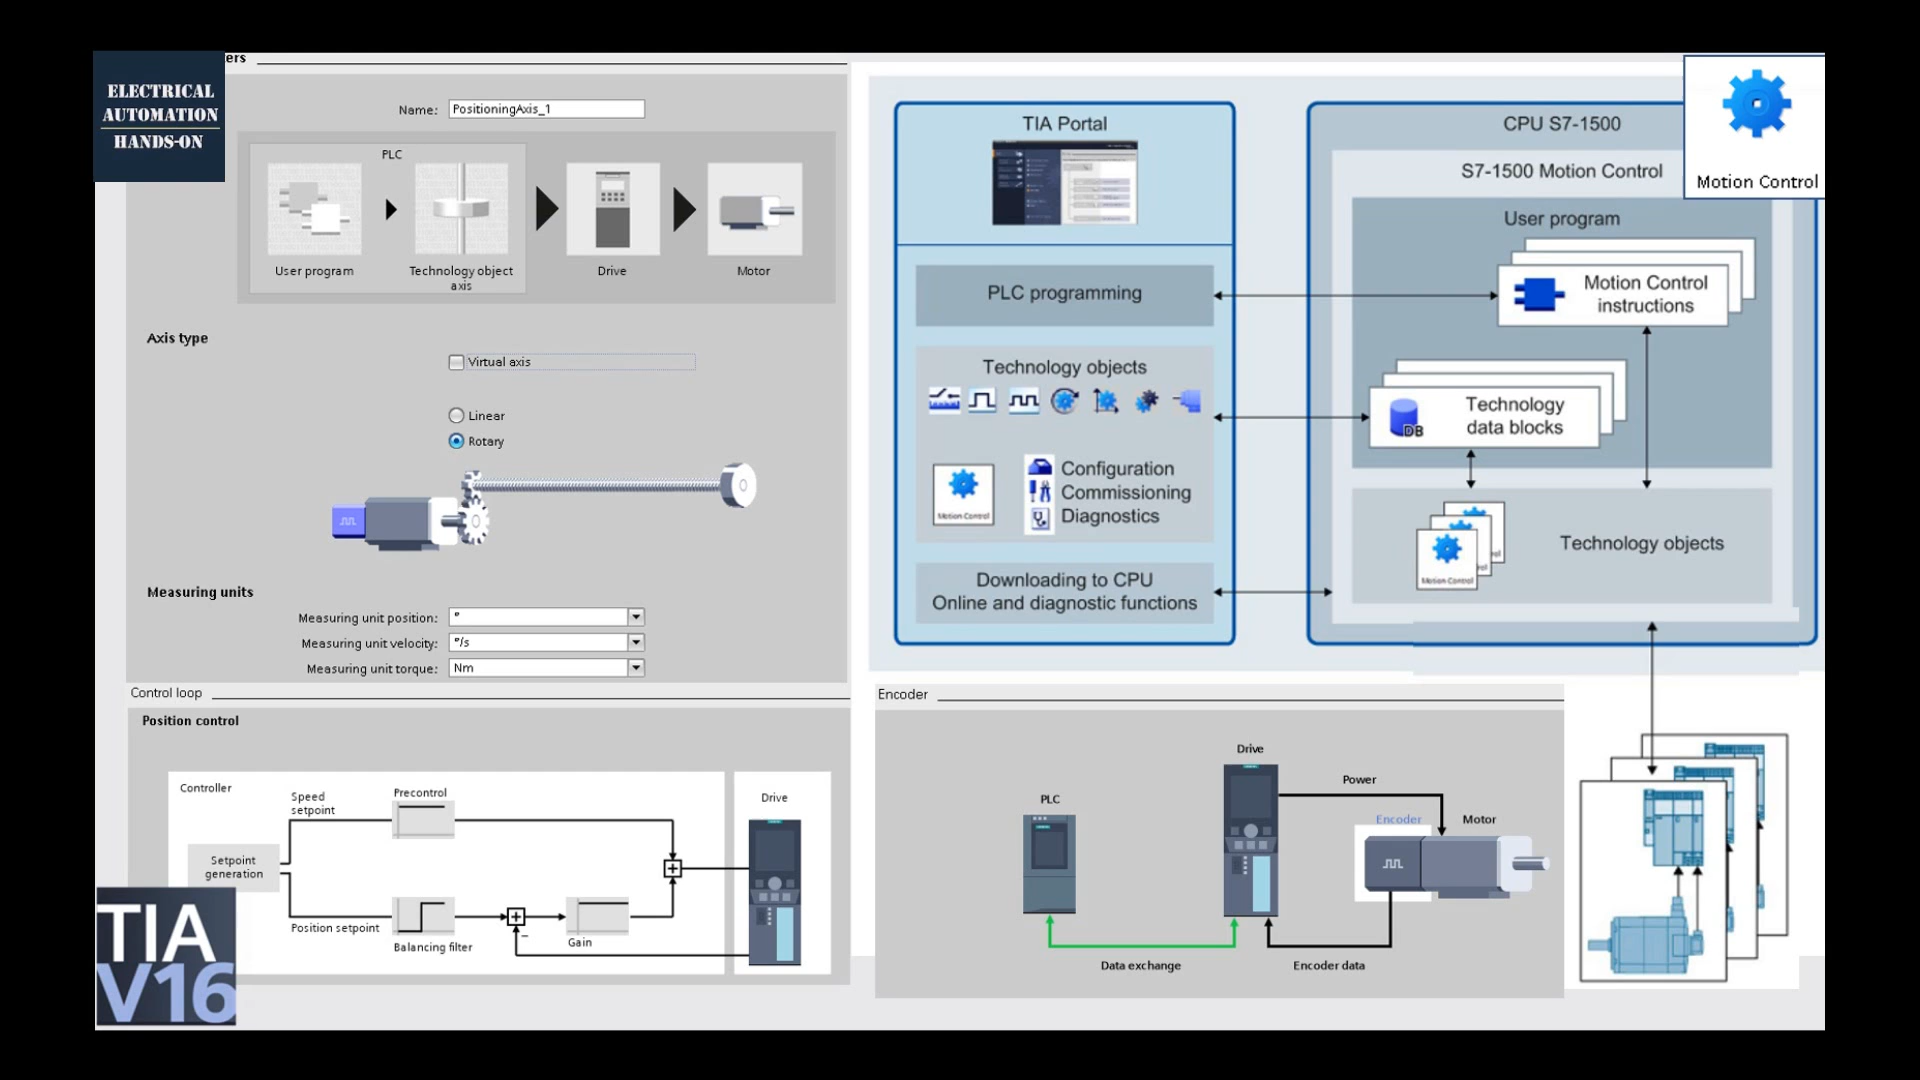 ELECTRICAL
AUTOMATION
HANDS-ON
ers
Name: PositioningAxis_1
PLC
User program
Technology object
axis
Drive
Motor
Axis type
Virtual axis
Linear
Rotary
Measuring units
Measuring unit position: °
Measuring unit velocity: °/s
Measuring unit torque: Nm
Control loop
Position control
Controller
Speed
setpoint
Precontrol
Drive
Setpoint
generation
Position setpoint
Balancing filter
Gain
TIA
V16
TIA Portal
PLC programming
Technology objects
Motion Control
Configuration
Commissioning
Diagnostics
Downloading to CPU
Online and diagnostic functions
CPU S7-1500
S7-1500 Motion Control
User program
Motion Control
instructions
Technology
data blocks
DB
Technology objects
Motion Control
Motion Control
Encoder
Drive
Power
PLC
Encoder
Motor
Data exchange
Encoder data